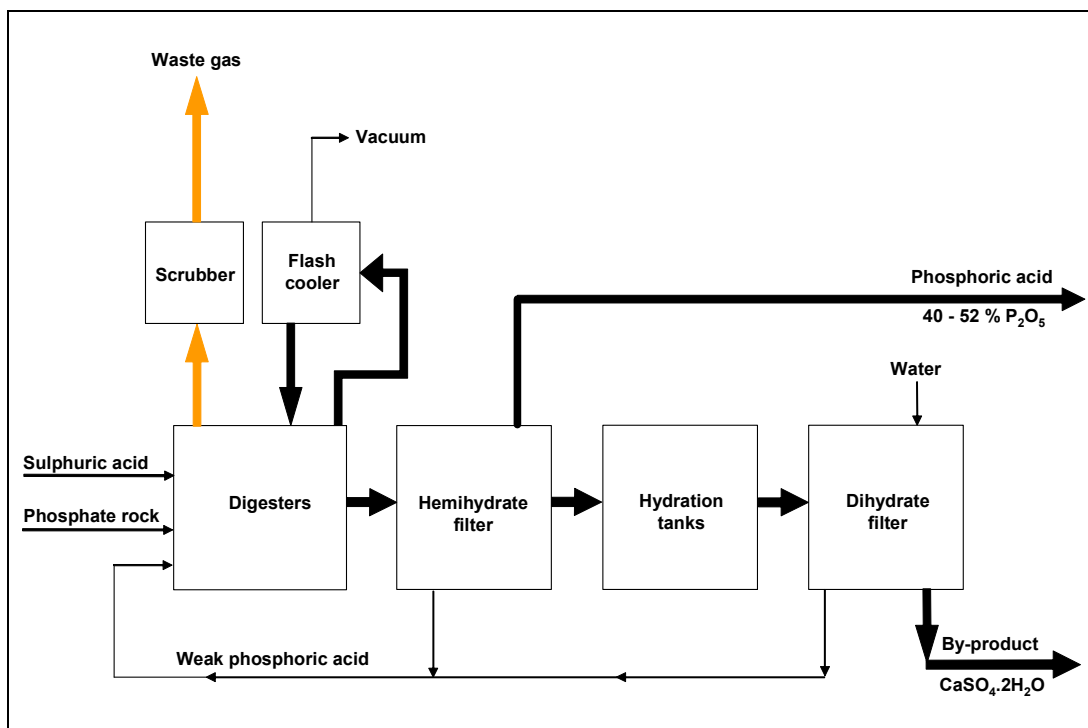 Waste gas
Vacuum
Scrubber
Flash
cooler
Phosphoric acid
40 - 52 % P₂O₅
Water
Sulphuric acid
Phosphate rock
Digesters
Hemihydrate
filter
Hydration
tanks
Dihydrate
filter
Weak phosphoric acid
By-product
CaSO₄.2H₂O